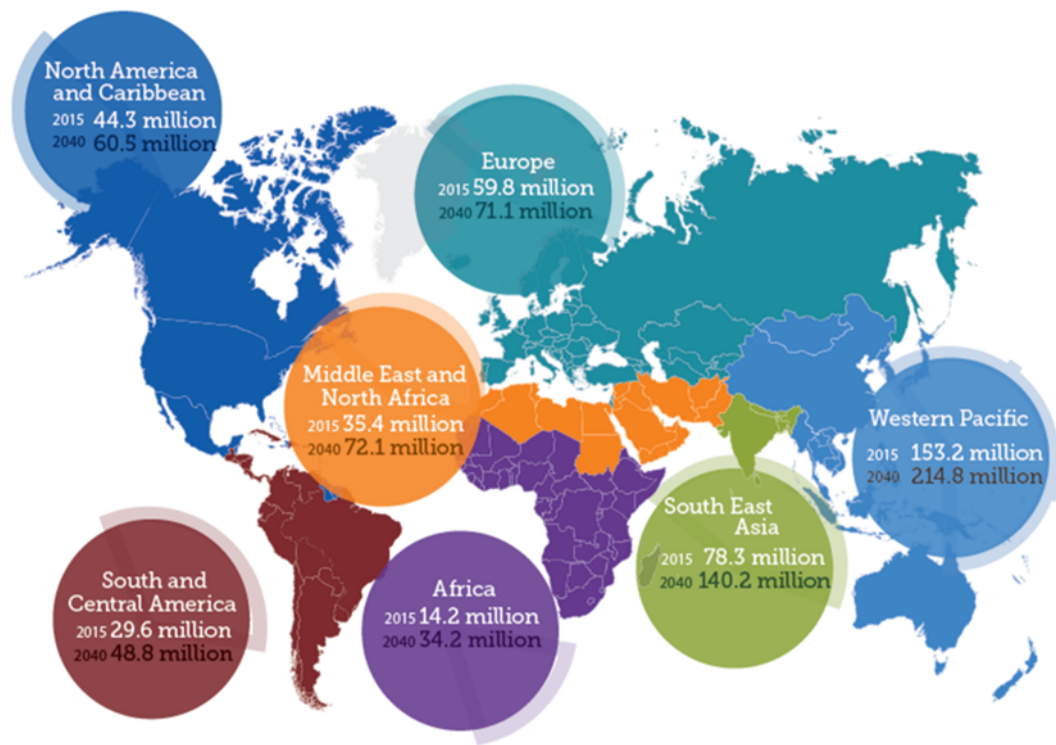 North America
and Caribbean
2015 44.3 million
2040 60.5 million
Europe
2015 59.8 million
2040 71.1 million
Middle East and
North Africa
2015 35.4 million
2040 72.1 million
Western Pacific
2015 153.2 million
2040 214.8 million
South East
Asia
2015 78.3 million
2040 140.2 million
South and
Central America
2015 29.6 million
2040 48.8 million
Africa
2015 14.2 million
2040 34.2 million